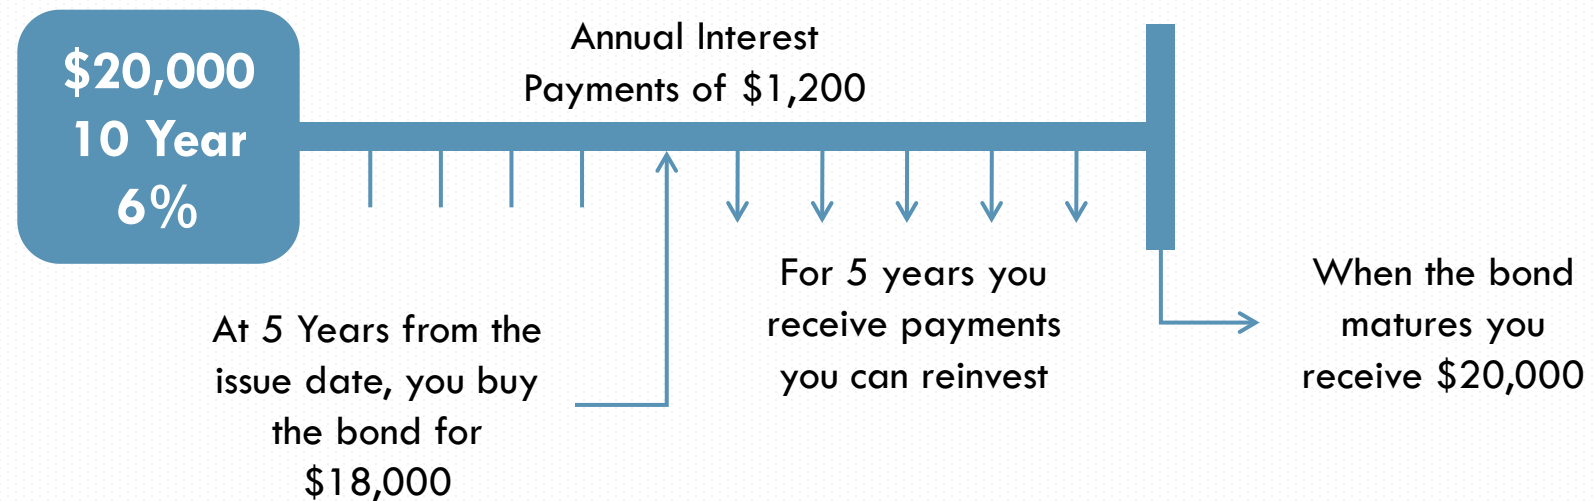 $20,000
10 Year
6%
Annual Interest
Payments of $1,200
At 5 Years from the
issue date, you buy
the bond for
$18,000
For 5 years you
receive payments
you can reinvest
When the bond
matures you
receive $20,000